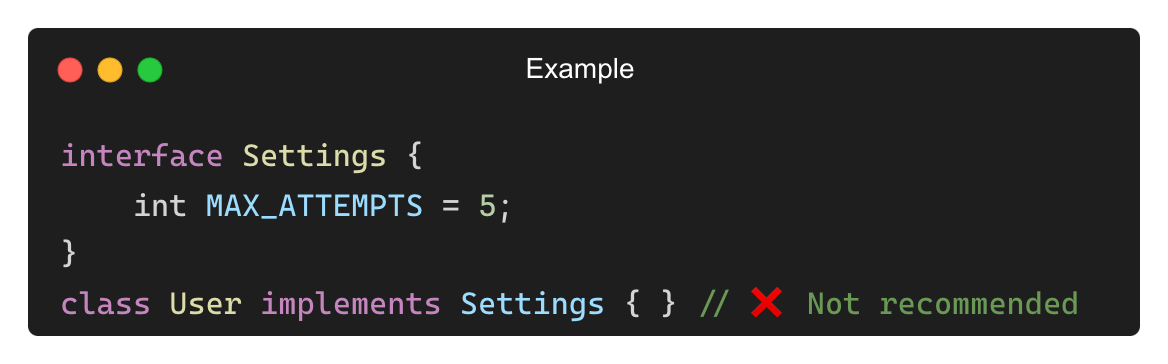 Example
interface Settings {
    int MAX_ATTEMPTS = 5;
}
class User implements Settings { } // ❌ Not recommended